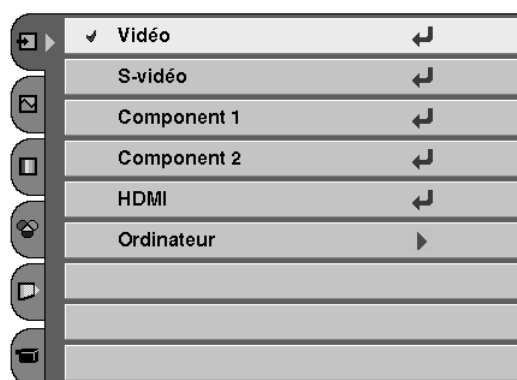 Vidéo
S-vidéo
Component 1
Component 2
HDMI
Ordinateur